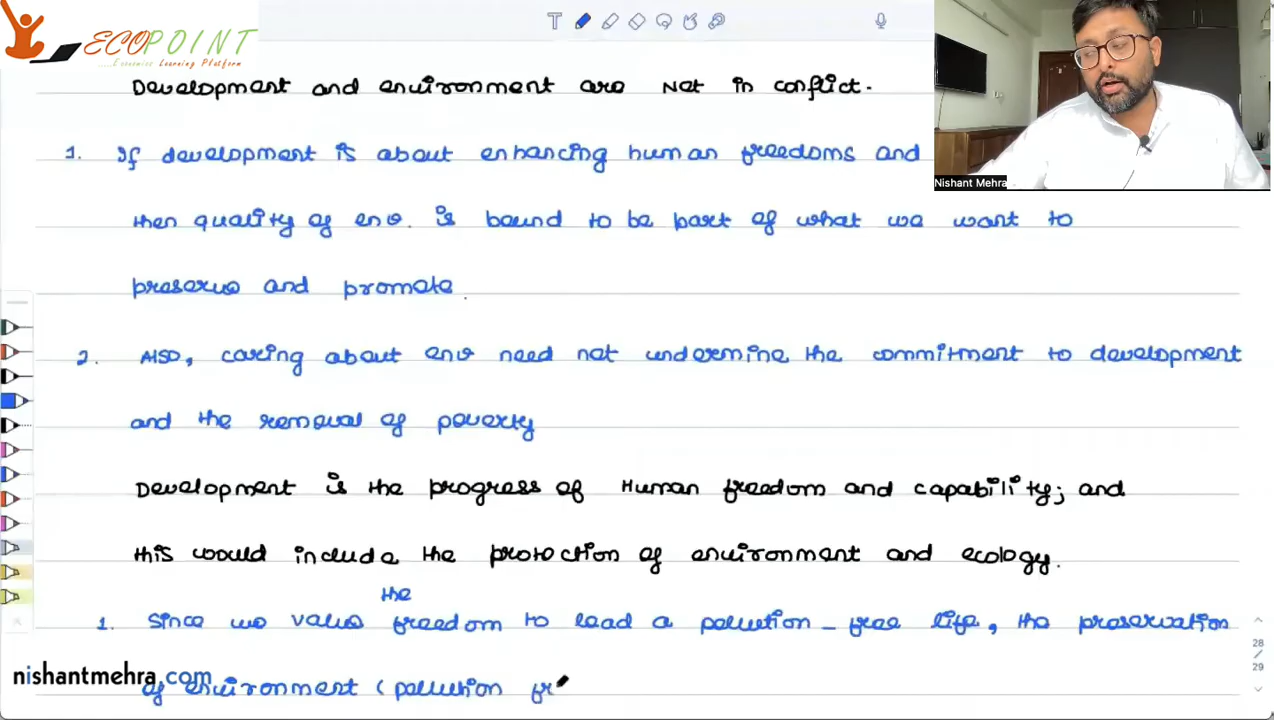 ECOPOINT
....Economics Learning Platform
Development and environment are Not in conflict.
1. If development is about enhancing human freedoms and
then quality of env. is bound to be part of what we want to
preserve and promote.
Nishant Mehra
2. Also, caring about env need not undermine the commitment to development
and the removal of poverty
Development is the progress of Human freedom and capability; and
this would include the protection of environment and ecology.
the
1. Since we value freedom to lead a pollution-free life, the preservation
of environment (pollution fr
nishantmehra.com
28
/
29